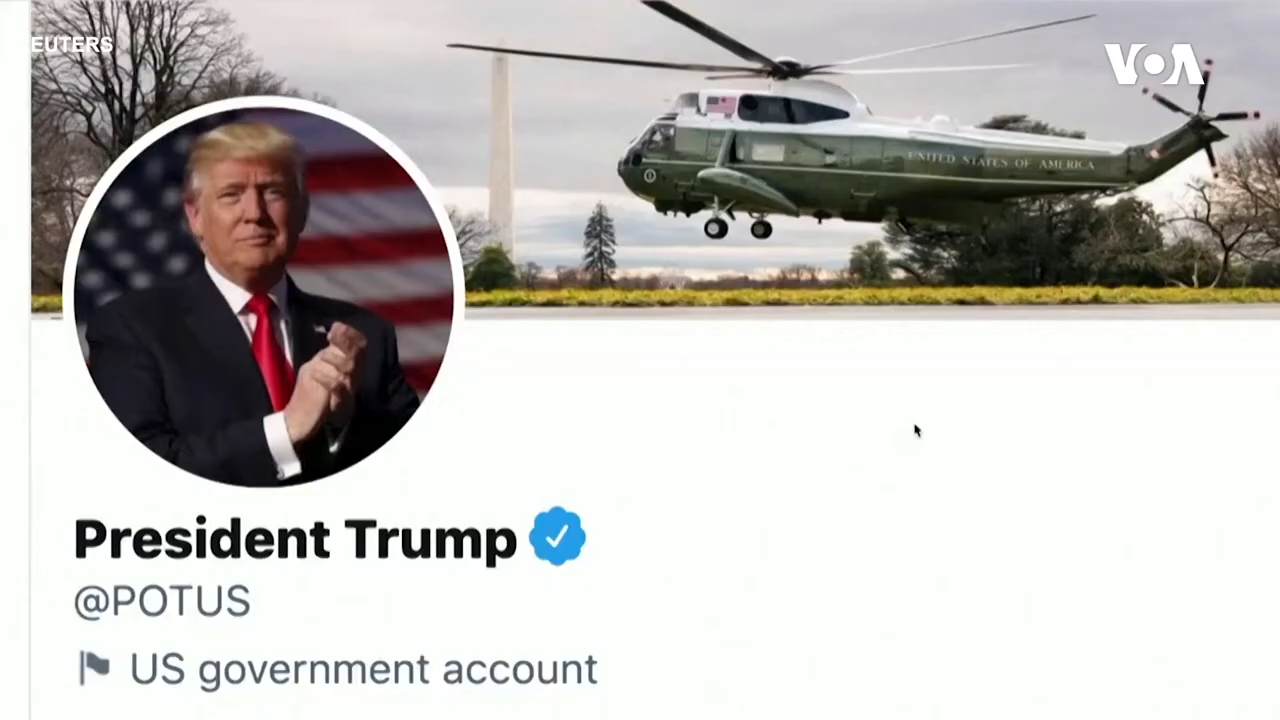 EUTERS
VOA
UNITED STATES OF AMERICA
President Trump
@POTUS
US government account